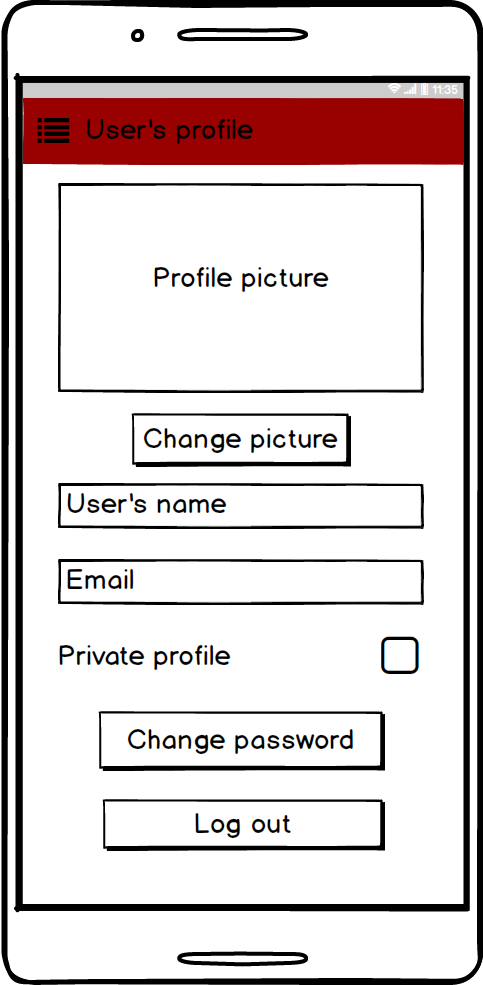 11:35
User's profile
Profile picture
Change picture
User's name
Email
Private profile
Change password
Log out